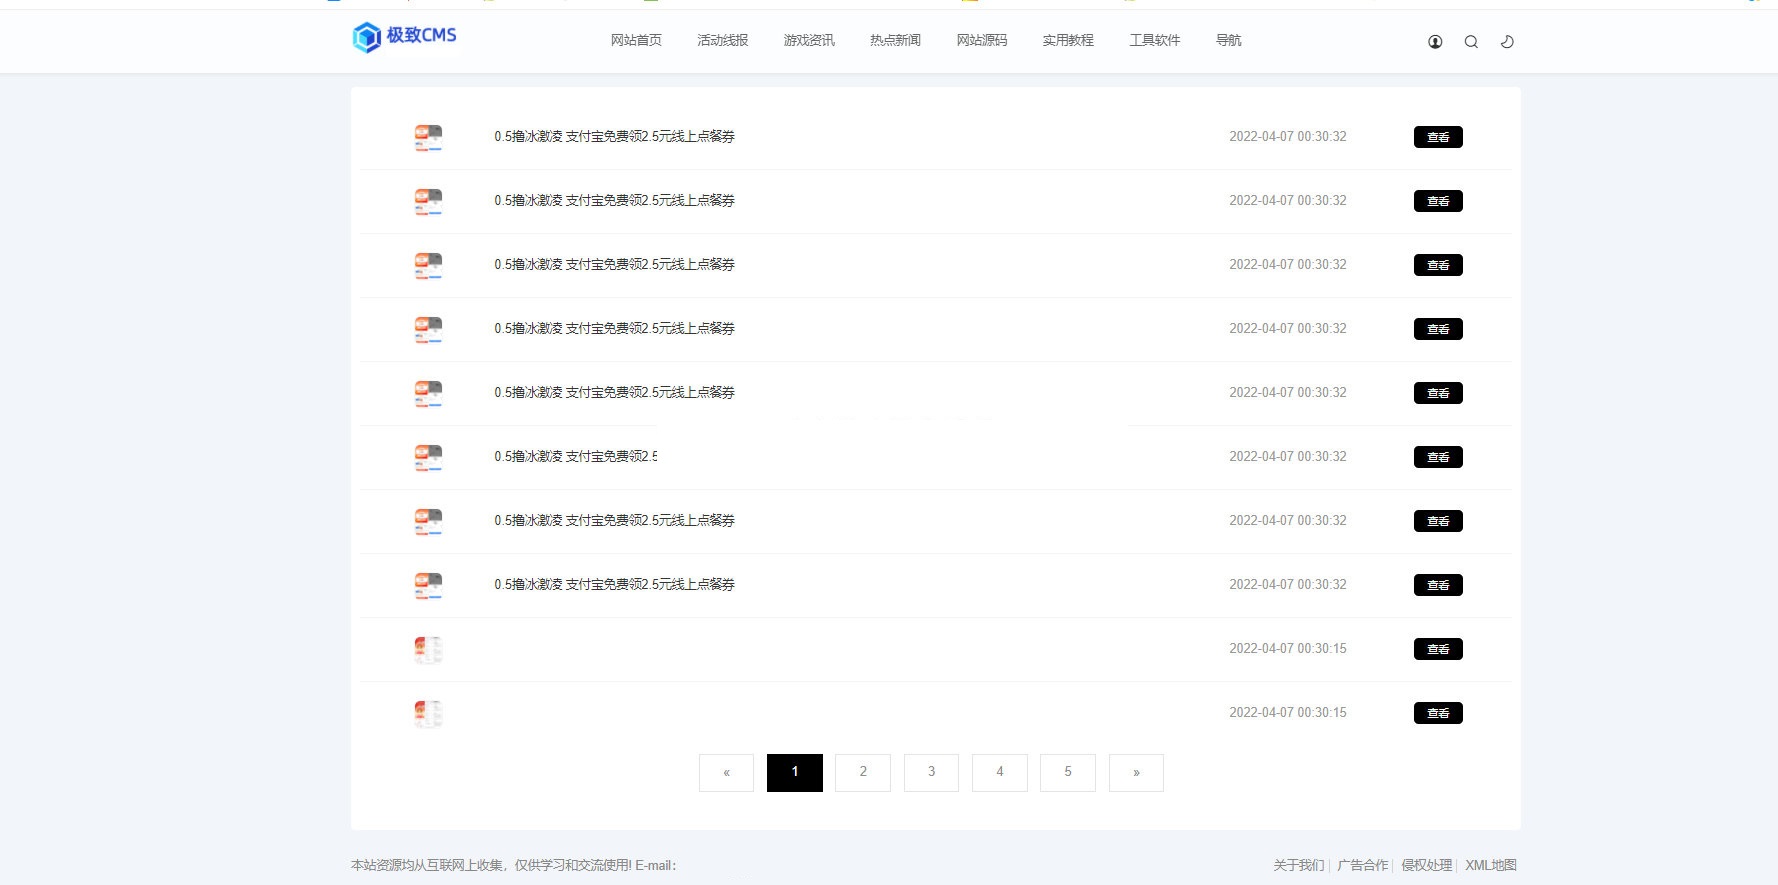 极致CMS
网站首页 活动线报 游戏资讯 热点新闻 网站源码 实用教程 工具软件 导航
0.5撸冰激凌 支付宝免费领2.5元线上点餐券 2022-04-07 00:30:32 查看
0.5撸冰激凌 支付宝免费领2.5元线上点餐券 2022-04-07 00:30:32 查看
0.5撸冰激凌 支付宝免费领2.5元线上点餐券 2022-04-07 00:30:32 查看
0.5撸冰激凌 支付宝免费领2.5元线上点餐券 2022-04-07 00:30:32 查看
0.5撸冰激凌 支付宝免费领2.5元线上点餐券 2022-04-07 00:30:32 查看
0.5撸冰激凌 支付宝免费领2.5 2022-04-07 00:30:32 查看
0.5撸冰激凌 支付宝免费领2.5元线上点餐券 2022-04-07 00:30:32 查看
0.5撸冰激凌 支付宝免费领2.5元线上点餐券 2022-04-07 00:30:32 查看
2022-04-07 00:30:15 查看
2022-04-07 00:30:15 查看
« 1 2 3 4 5 »
本站资源均从互联网上收集，仅供学习和交流使用! E-mail： 关于我们 | 广告合作 | 侵权处理 | XML地图